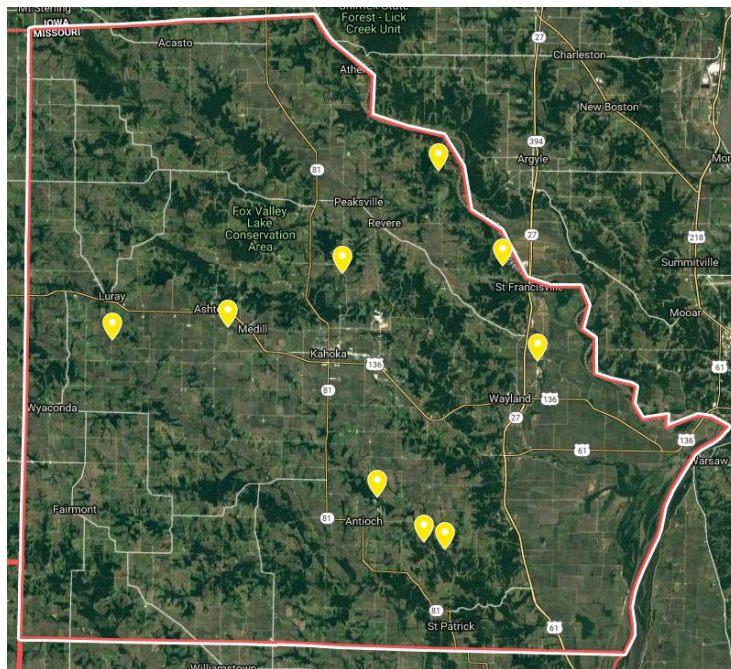 Mt Sterling
Shimek State
Forest - Lick
Creek Unit
IOWA
MISSOURI
27
Acasto
Charleston
Athens
New Boston
394
Argyle
81
Peaksville
Fox Valley
Lake
Conservation
Area
Revere
27
218
Summitville
St Francisville
Luray
Mooar
Medill
Kahoka
136
61
81
Wayland
136
Wyaconda
27
136
61
Warsaw
Fairmont
81
Antioch
81
St Patrick
61
Williamstown